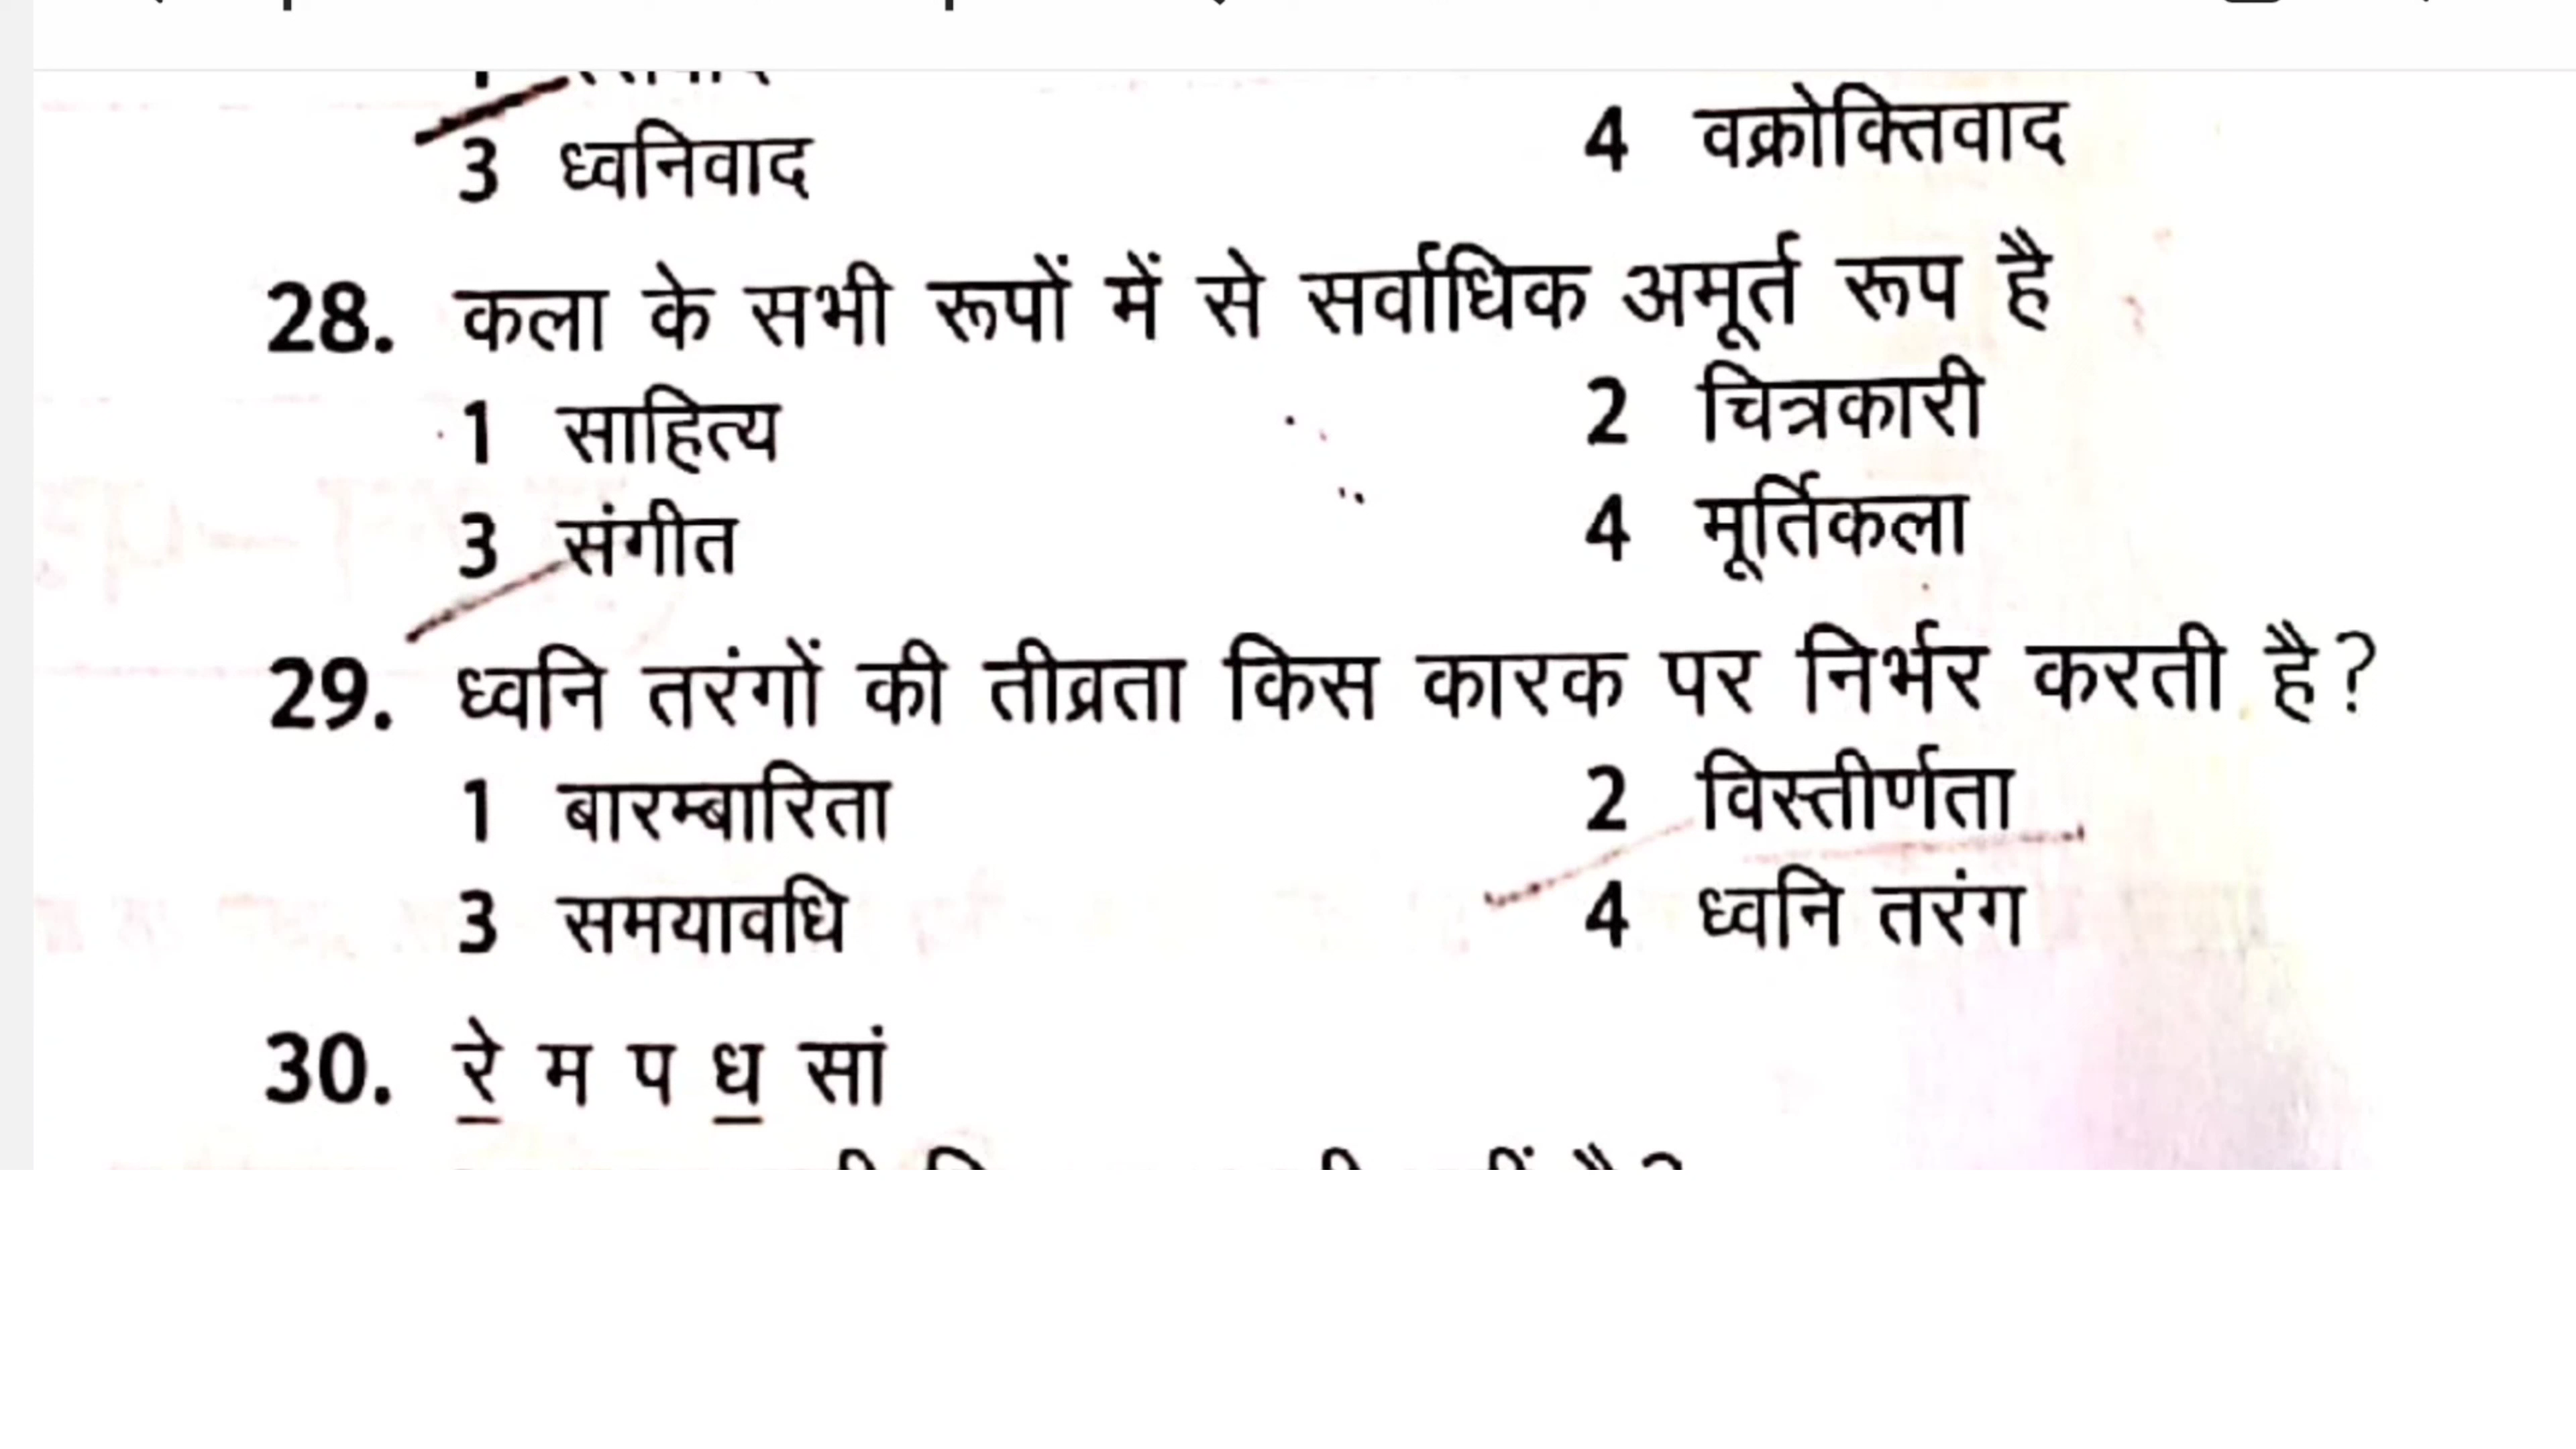 3 ध्वनिवाद 4 वक्रोक्तिवाद
28. कला के सभी रूपों में से सर्वाधिक अमूर्त रूप है
1 साहित्य 2 चित्रकारी
3 संगीत 4 मूर्तिकला
29. ध्वनि तरंगों की तीव्रता किस कारक पर निर्भर करती है?
1 बारम्बारिता 2 विस्तीर्णता
3 समयावधि 4 ध्वनि तरंग
30. रे म प ध सां